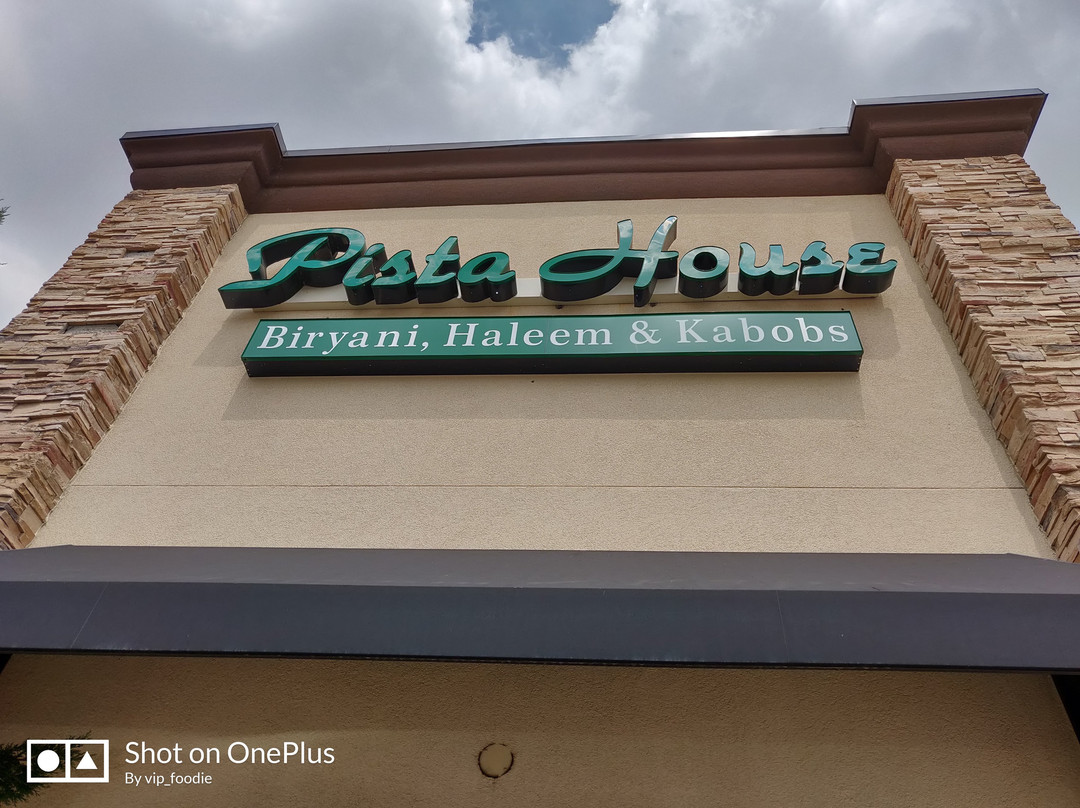 Pista House
Biryani, Haleem & Kabobs
Shot on OnePlus
By vip_foodie